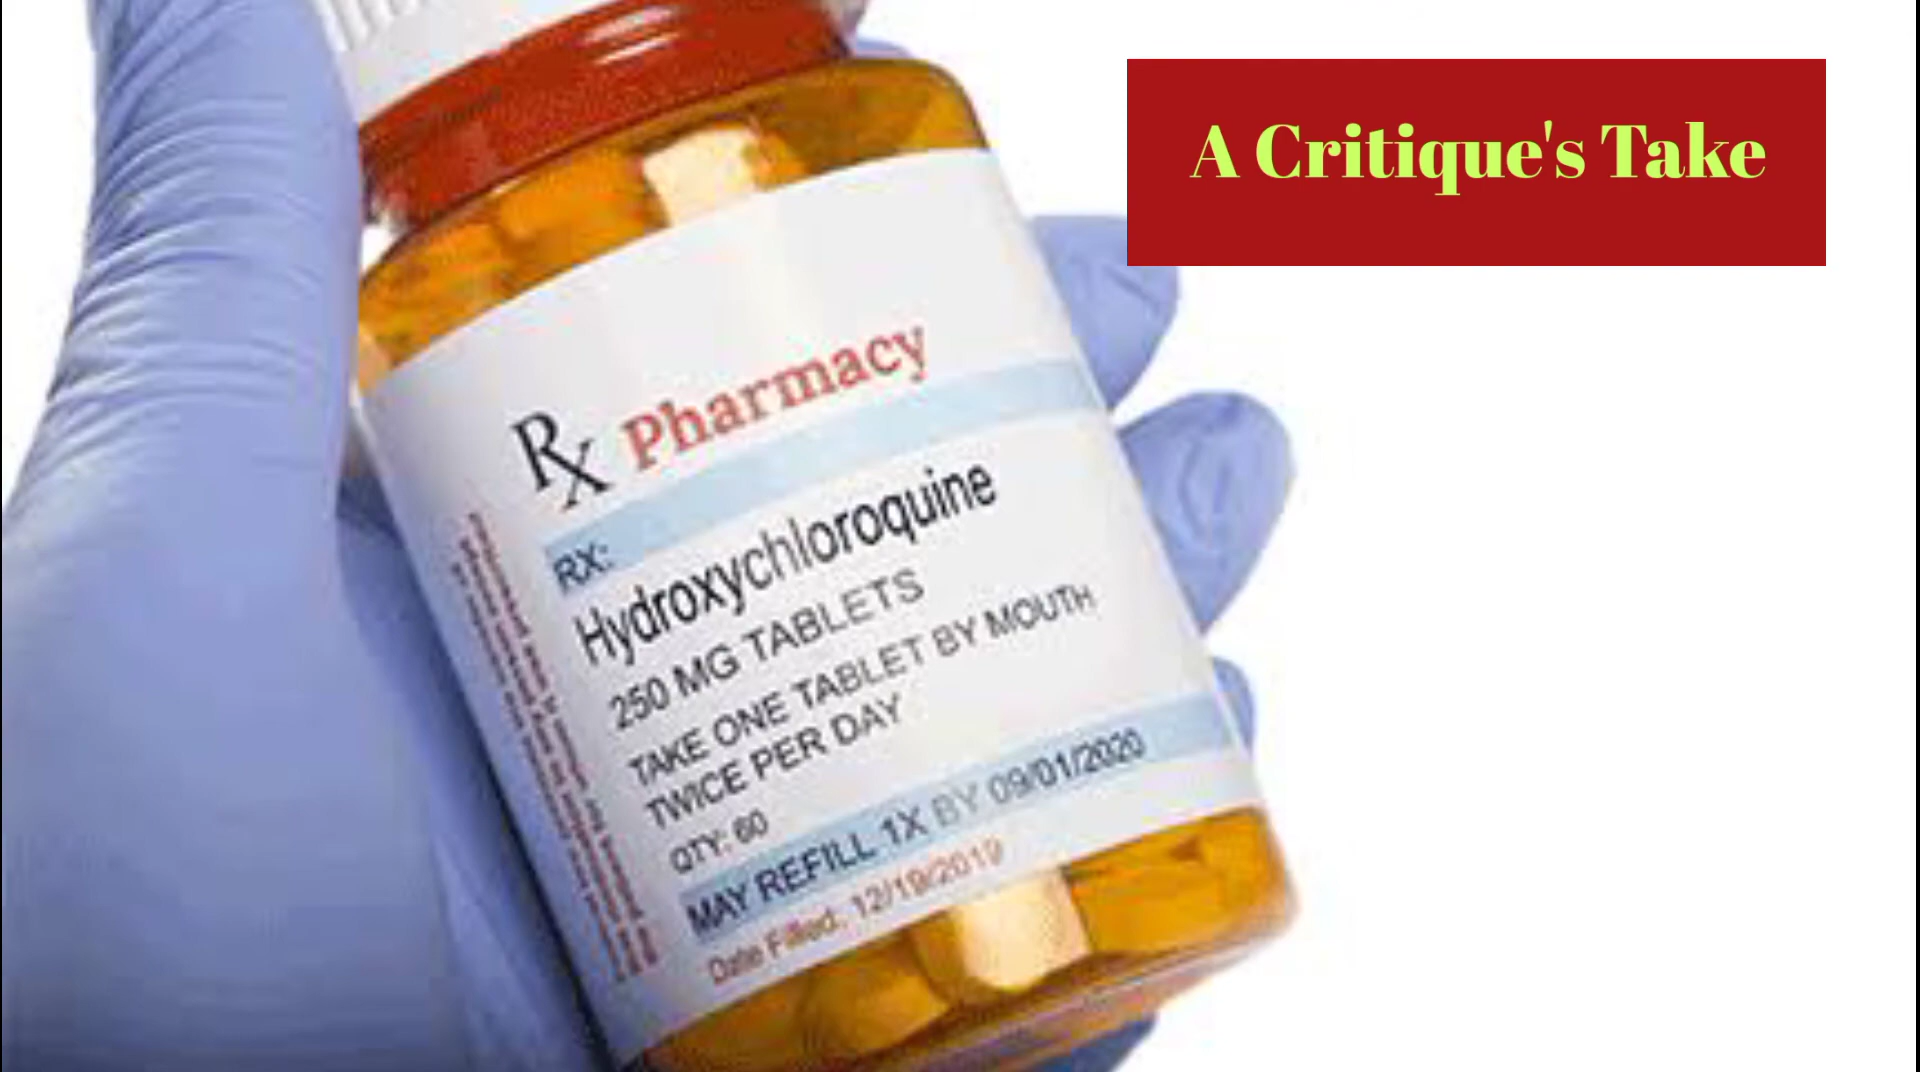 A Critique's Take
Rx Pharmacy
RX:
Hydroxychloroquine
250 MG TABLETS
TAKE ONE TABLET BY MOUTH
TWICE PER DAY
QTY: 60
MAY REFILL 1X BY 09/01/2020
Date Filled: 12/19/2019